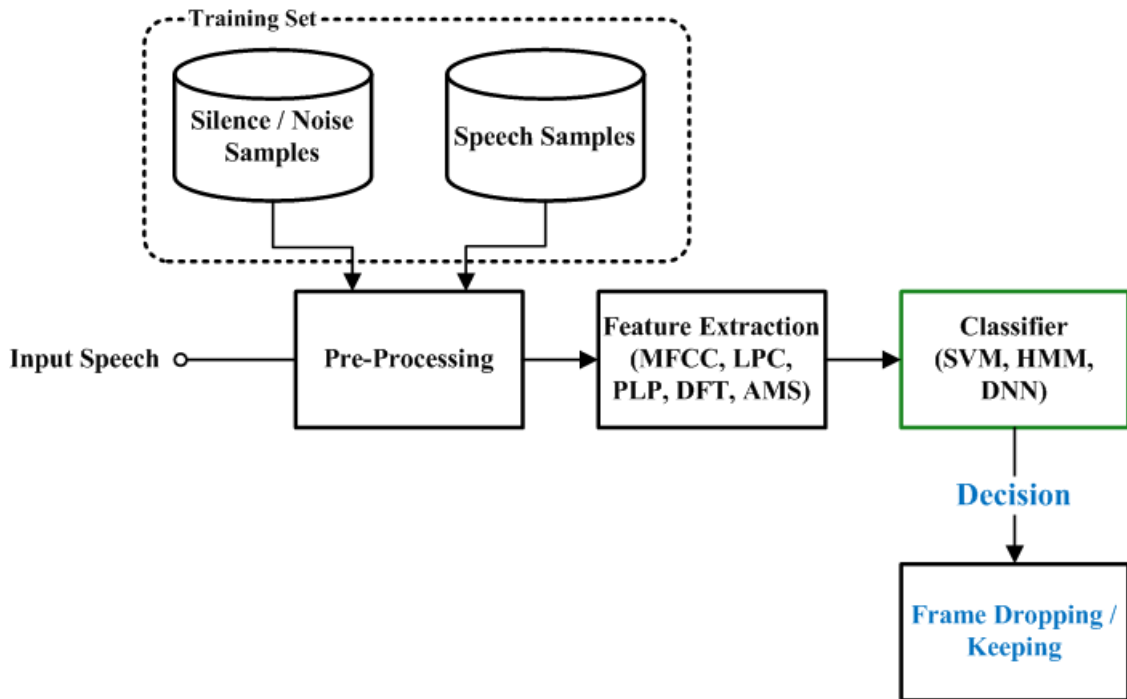 Training Set
Silence / Noise
Samples
Speech Samples
Input Speech
Pre-Processing
Feature Extraction
(MFCC, LPC,
PLP, DFT, AMS)
Classifier
(SVM, HMM,
DNN)
Decision
Frame Dropping /
Keeping